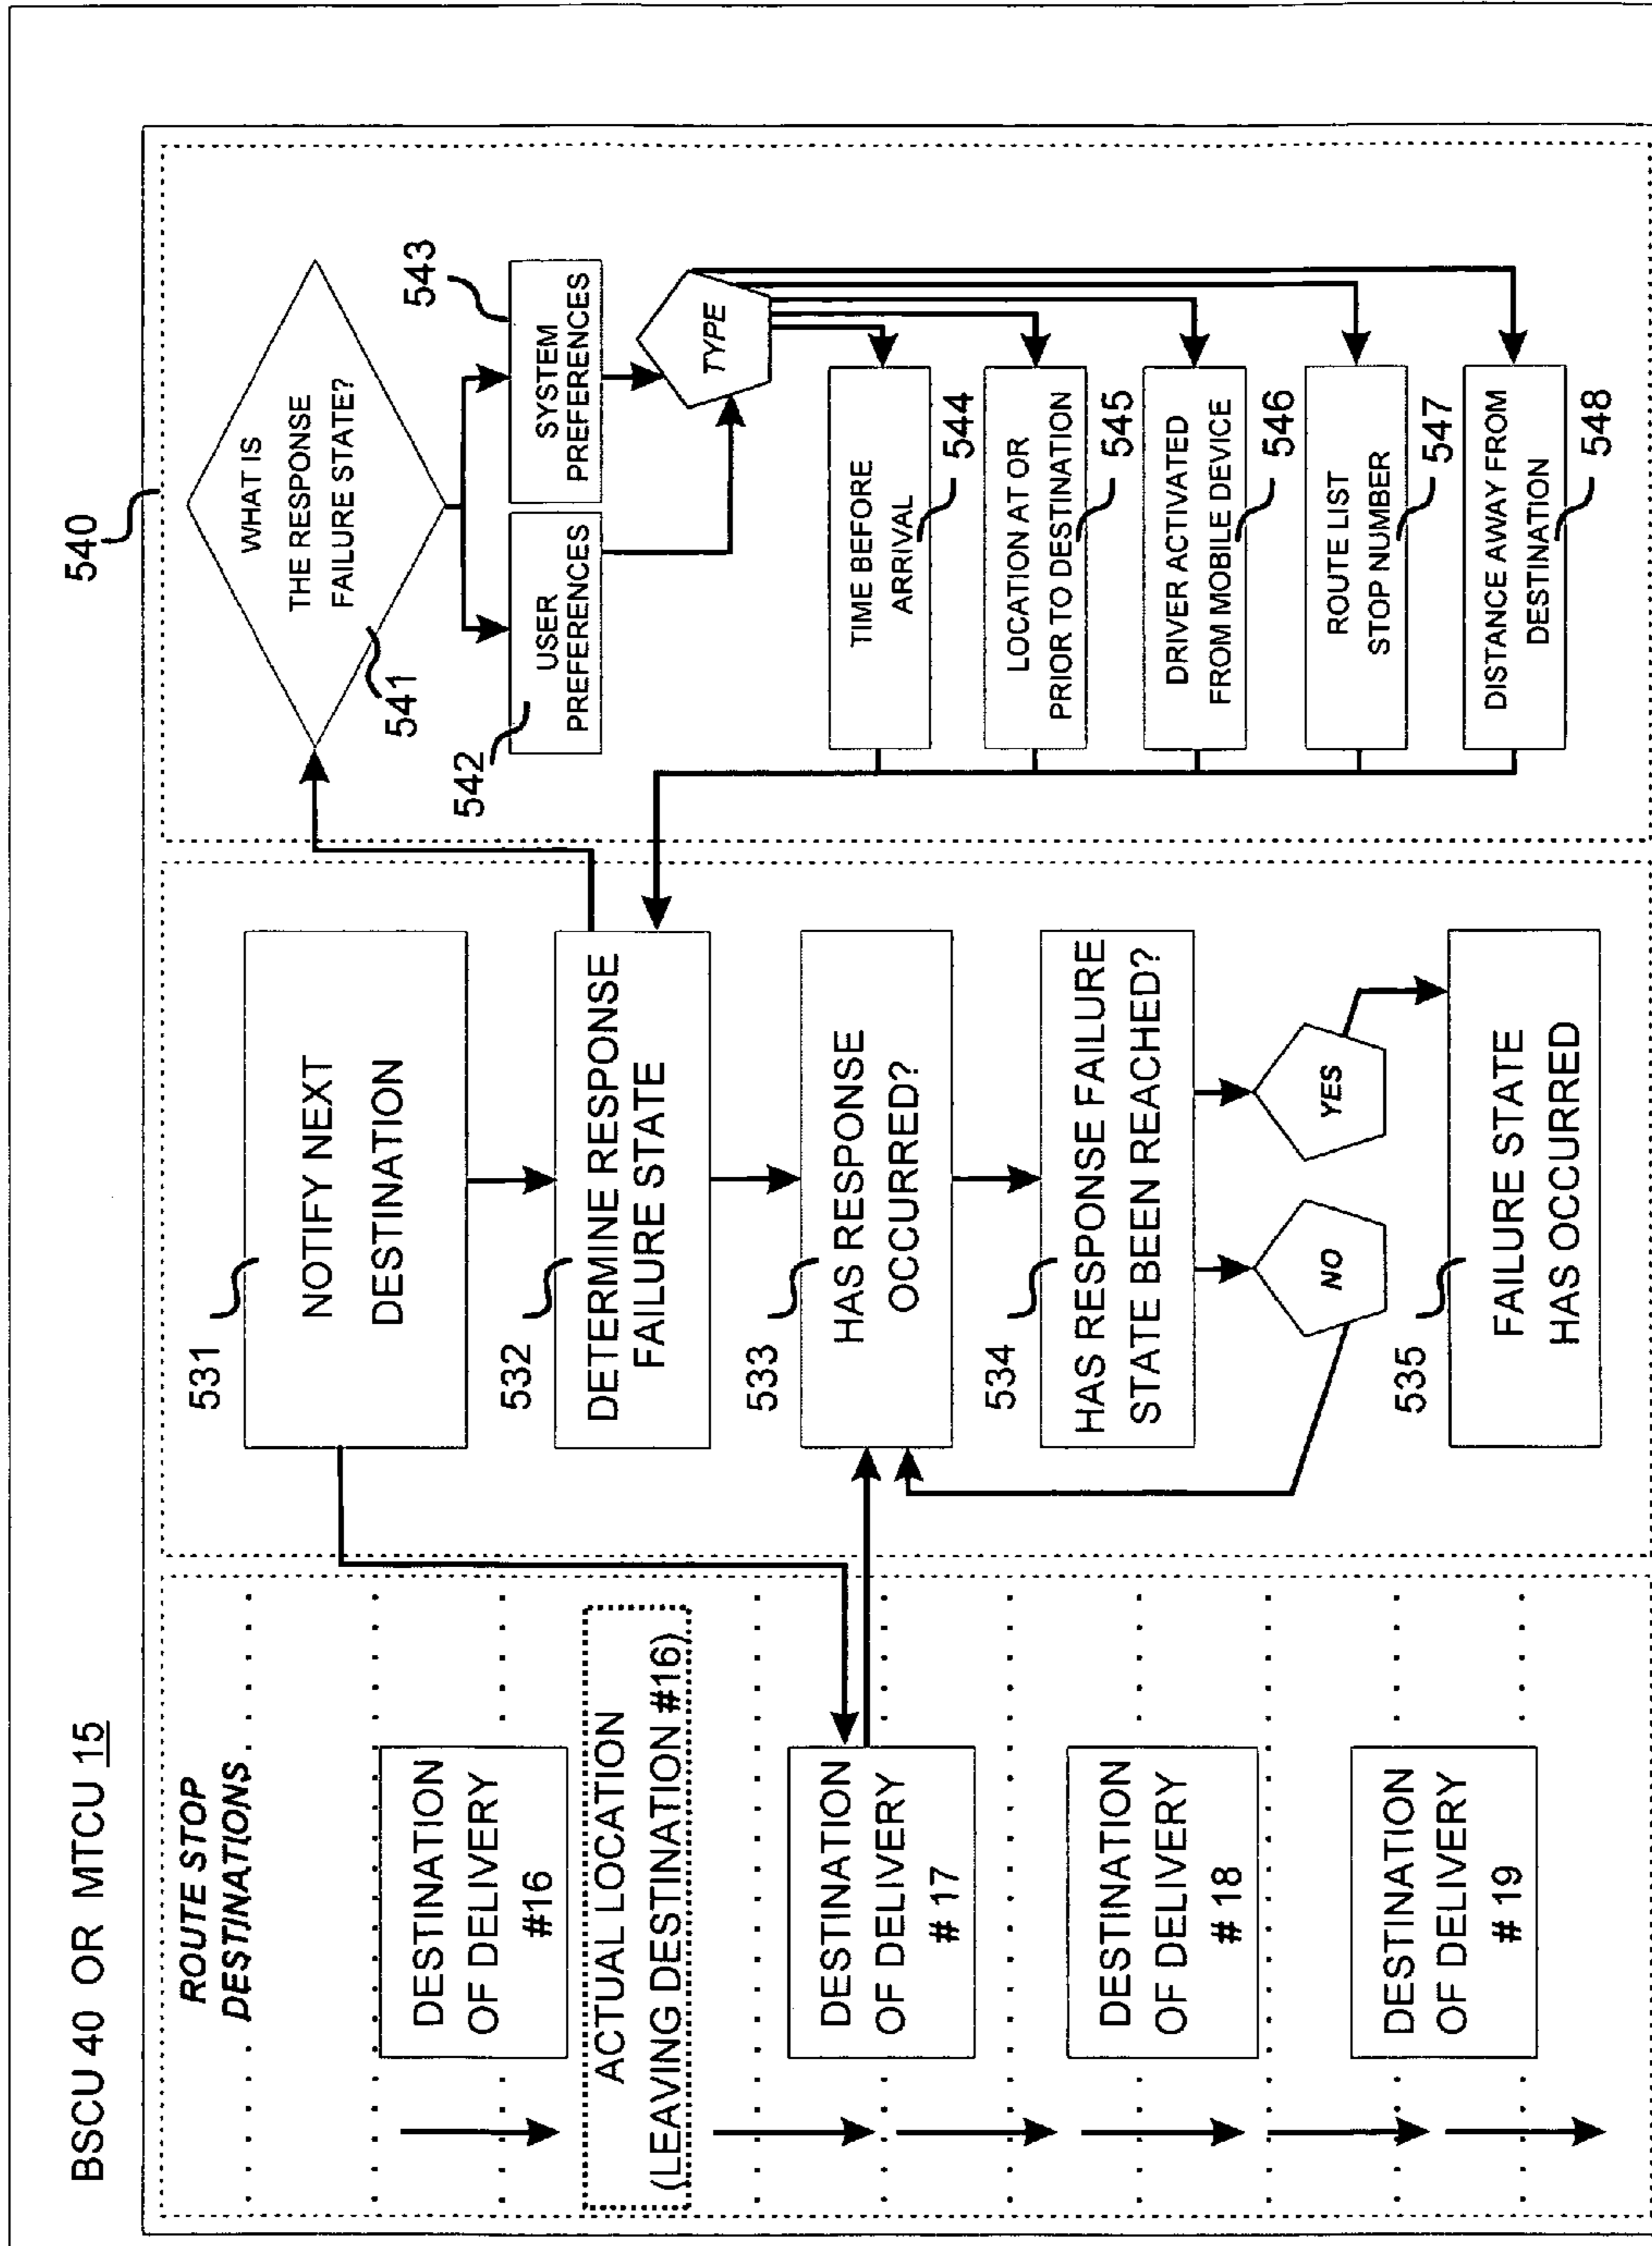 BSCU 40 OR MTCU 15
ROUTE STOP
DESTINATIONS
DESTINATION
OF DELIVERY
#16
ACTUAL LOCATION
(LEAVING DESTINATION #16)
DESTINATION
OF DELIVERY
# 17
DESTINATION
OF DELIVERY
# 18
DESTINATION
OF DELIVERY
# 19
531
NOTIFY NEXT
DESTINATION
532
DETERMINE RESPONSE
FAILURE STATE
533
HAS RESPONSE
OCCURRED?
534
HAS RESPONSE FAILURE
STATE BEEN REACHED?
NO
YES
535
FAILURE STATE
HAS OCCURRED
540
WHAT IS
THE RESPONSE
FAILURE STATE?
541
542
USER
PREFERENCES
543
SYSTEM
PREFERENCES
TYPE
TIME BEFORE
ARRIVAL
544
LOCATION AT OR
PRIOR TO DESTINATION
545
DRIVER ACTIVATED
FROM MOBILE DEVICE
546
ROUTE LIST
STOP NUMBER
547
DISTANCE AWAY FROM
DESTINATION
548